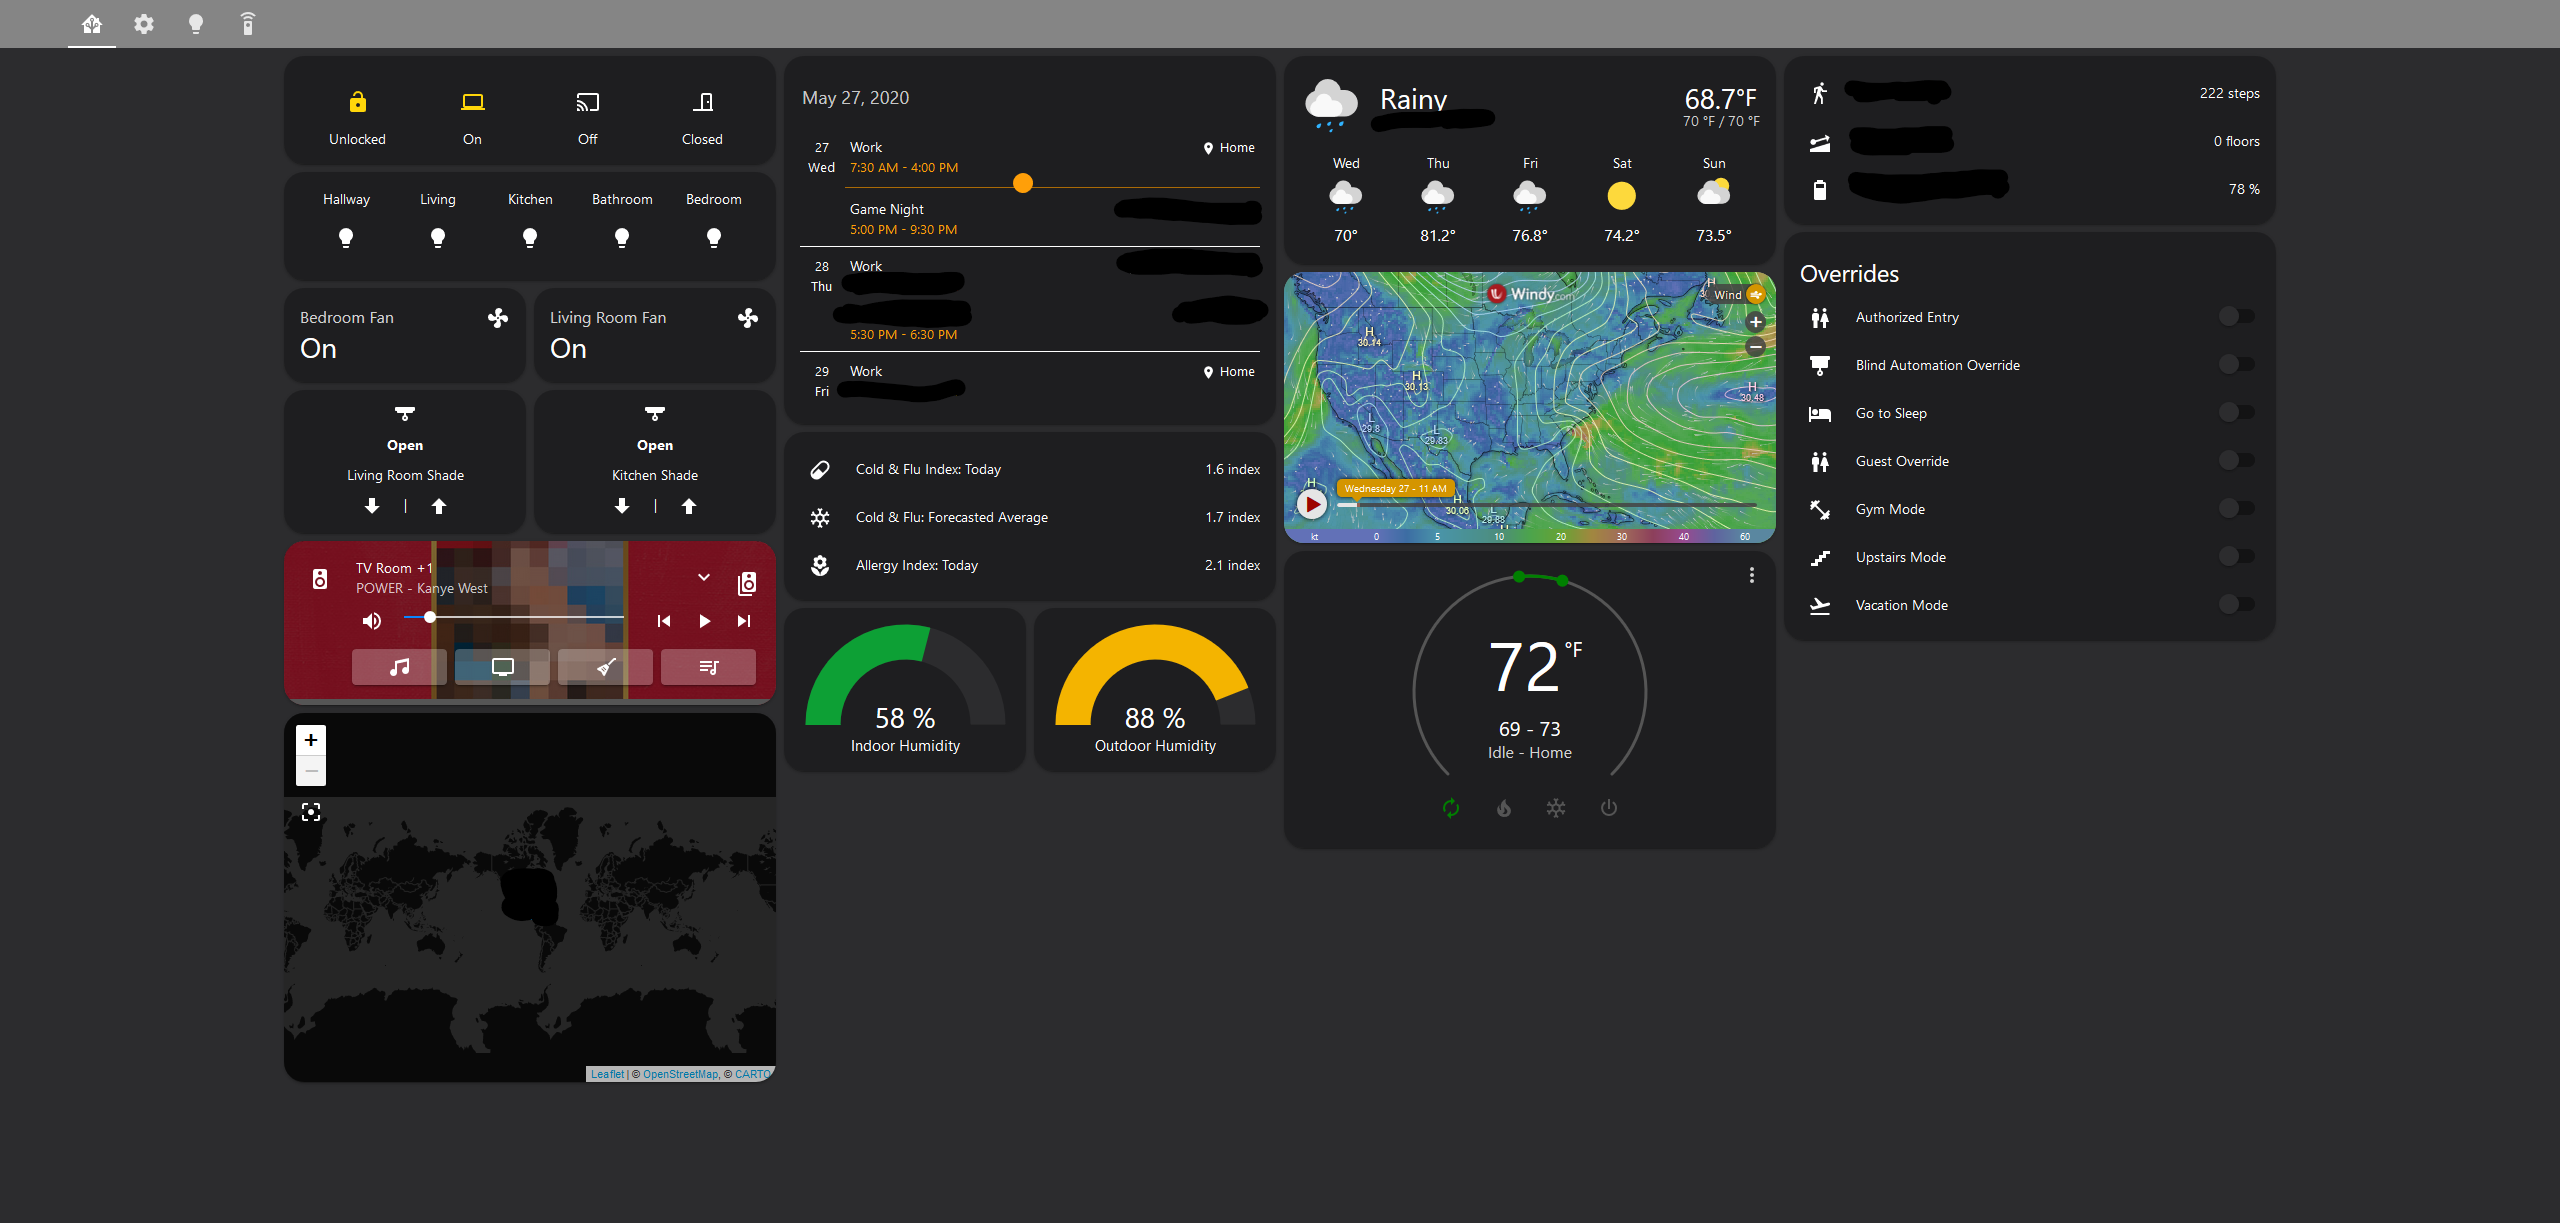 Unlocked On Off Closed
Hallway Living Kitchen Bathroom Bedroom
Bedroom Fan
On
Living Room Fan
On
Open
Living Room Shade
|
Open
Kitchen Shade
|
TV Room +1
POWER - Kanye West
+
−
Leaflet | © OpenStreetMap, © CARTO
May 27, 2020
27 Work Home
Wed 7:30 AM - 4:00 PM
Game Night
5:00 PM - 9:30 PM
28 Work
Thu
5:30 PM - 6:30 PM
29 Work Home
Fri
Cold & Flu Index: Today 1.6 index
Cold & Flu: Forecasted Average 1.7 index
Allergy Index: Today 2.1 index
58 %
Indoor Humidity
88 %
Outdoor Humidity
Rainy 68.7°F
70 °F / 70 °F
Wed Thu Fri Sat Sun
70° 81.2° 76.8° 74.2° 73.5°
Windy.com
H
Wind
+
−
H
30.14
H
30.13
H
30.48
L
29.8
L
29.83
H
Wednesday 27 - 11 AM
H
30.06
L
29.83
H
kt 0 5 10 20 30 40 60
72 °F
69 - 73
Idle - Home
222 steps
0 floors
78 %
Overrides
Authorized Entry
Blind Automation Override
Go to Sleep
Guest Override
Gym Mode
Upstairs Mode
Vacation Mode